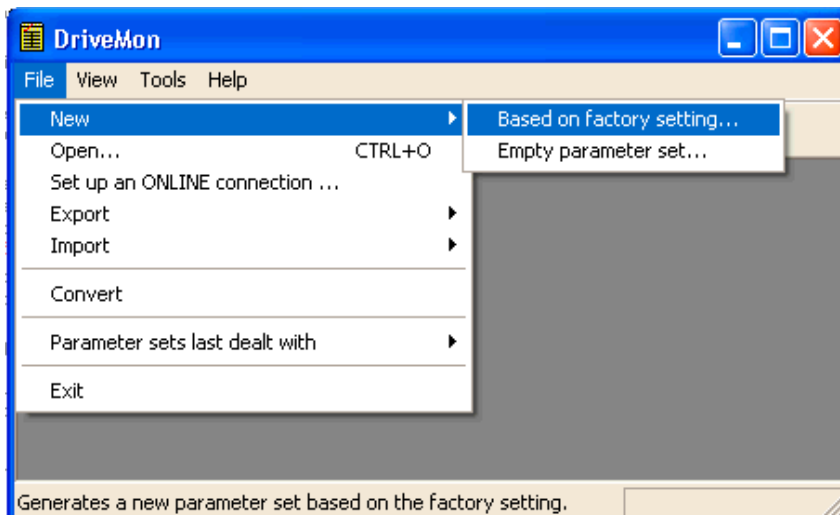 DriveMon
File View Tools Help
New
Based on factory setting...
Open... CTRL+O
Empty parameter set...
Set up an ONLINE connection ...
Export
Import
Convert
Parameter sets last dealt with
Exit
Generates a new parameter set based on the factory setting.